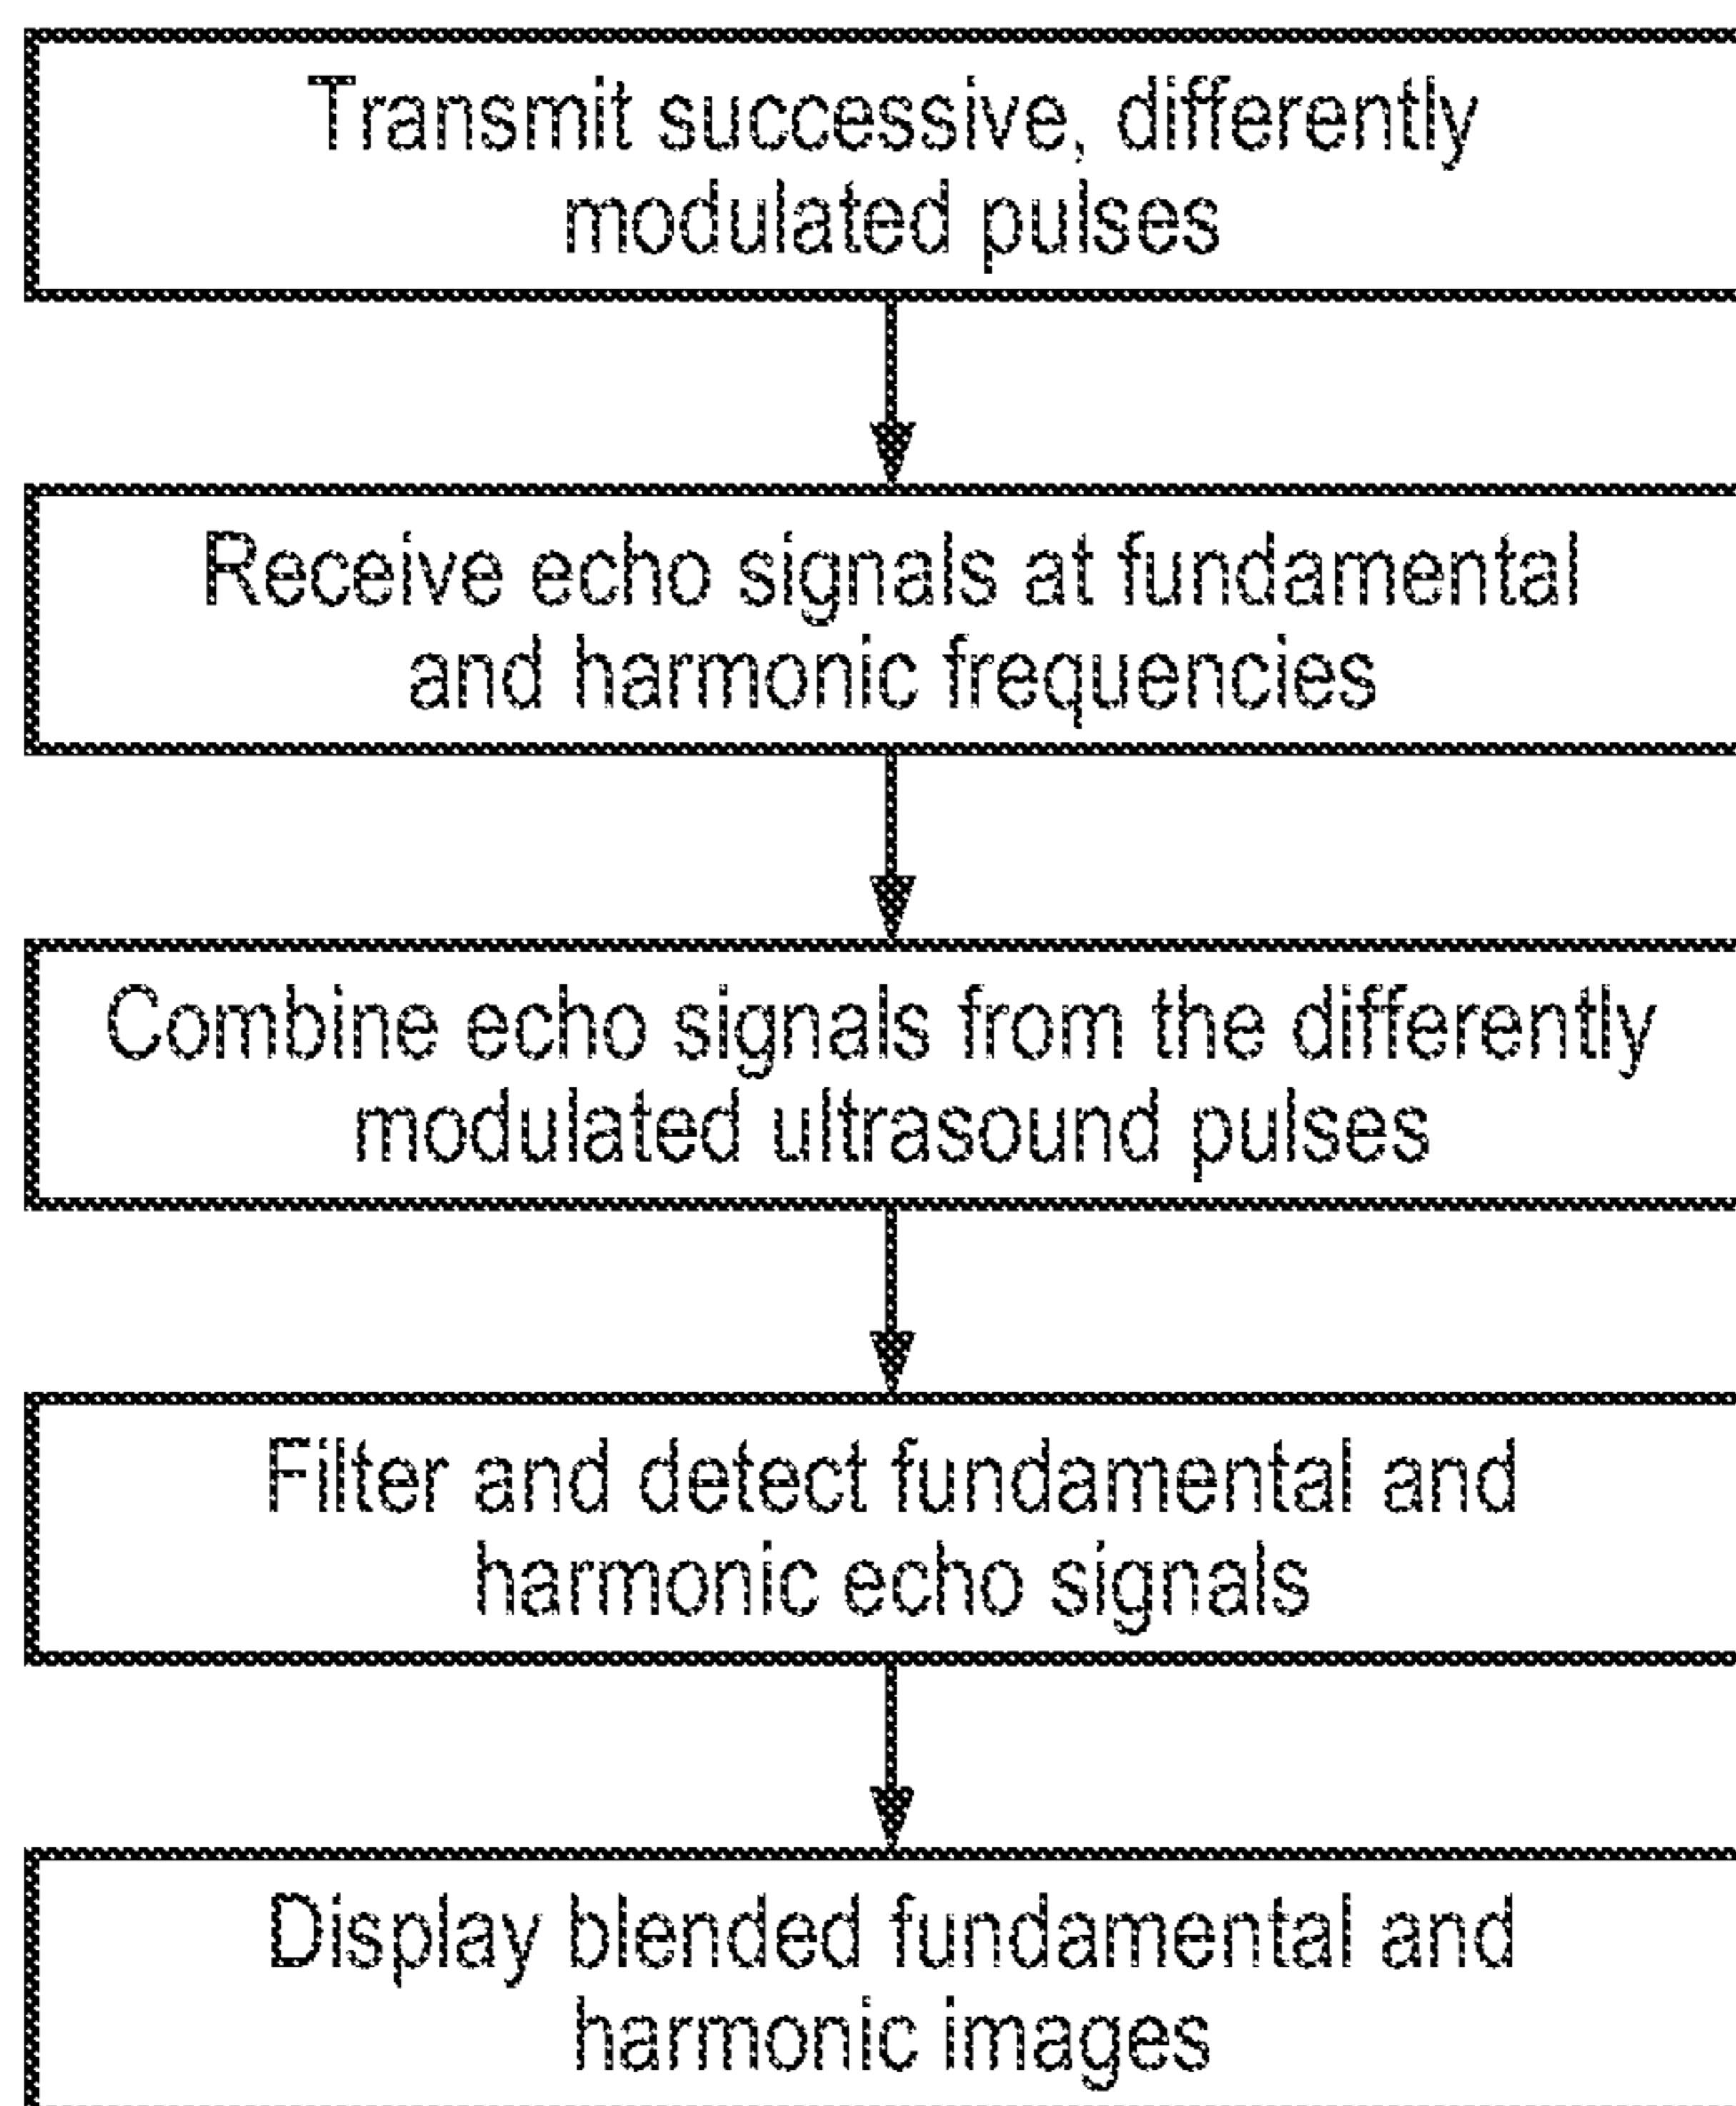 Transmit successive, differently
modulated pulses
Receive echo signals at fundamental
and harmonic frequencies
Combine echo signals from the differently
modulated ultrasound pulses
Filter and detect fundamental and
harmonic echo signals
Display blended fundamental and
harmonic images